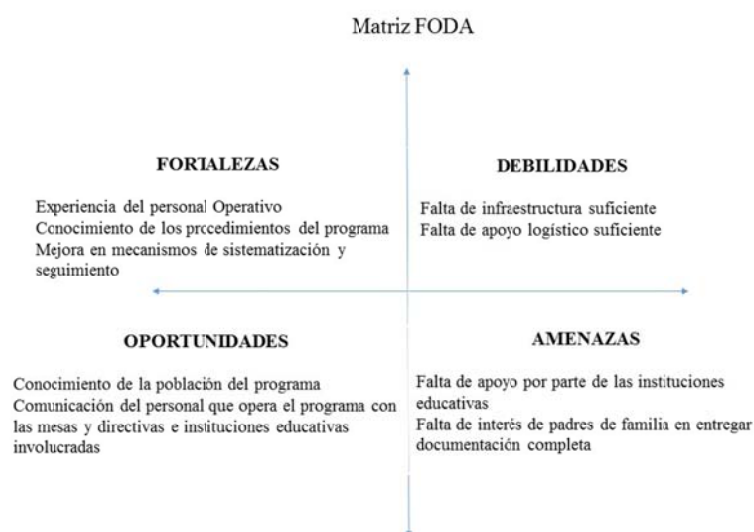 Matriz FODA
FORTALEZAS
Experiencia del personal Operativo
Conocimiento de los procedimientos del programa
Mejora en mecanismos de sistematización y
seguimiento
DEBILIDADES
Falta de infraestructura suficiente
Falta de apoyo logístico suficiente
OPORTUNIDADES
Conocimiento de la población del programa
Comunicación del personal que opera el programa con
las mesas y directivas e instituciones educativas
involucradas
AMENAZAS
Falta de apoyo por parte de las instituciones
educativas
Falta de interés de padres de familia en entregar
documentación completa